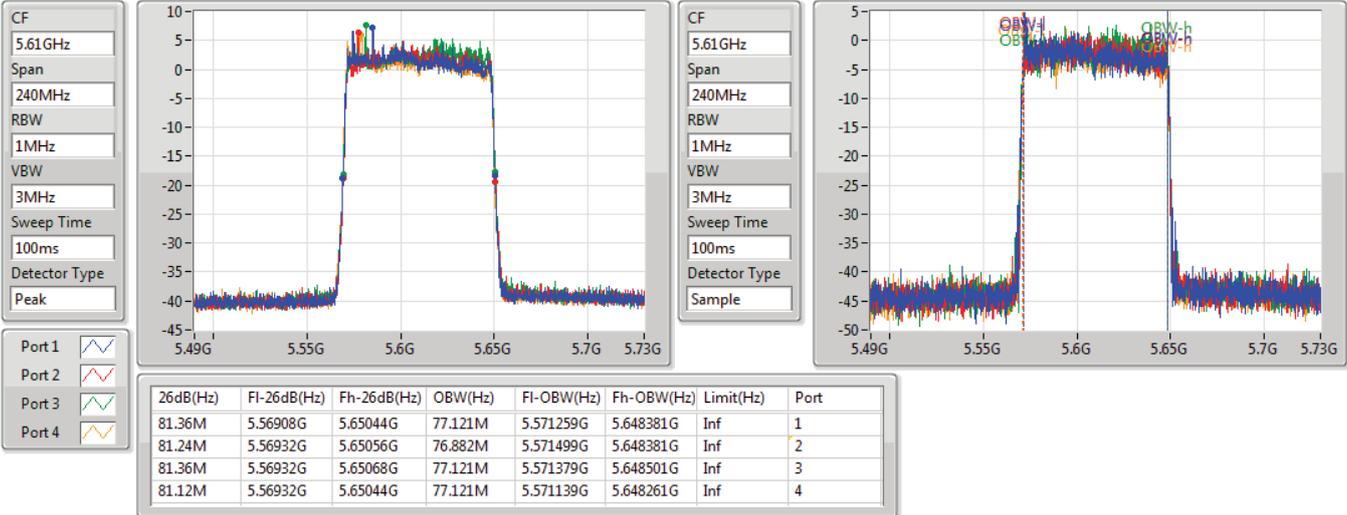 CF
5.61GHz
Span
240MHz
RBW
1MHz
VBW
3MHz
Sweep Time
100ms
Detector Type
Peak
10
5
0
-5
-10
-15
-20
-25
-30
-35
-40
-45
5.49G 5.55G 5.6G 5.65G 5.7G 5.73G
CF
5.61GHz
Span
240MHz
RBW
1MHz
VBW
3MHz
Sweep Time
100ms
Detector Type
Sample
5
0
-5
-10
-15
-20
-25
-30
-35
-40
-45
-50
OBW-h
OBW-h
OBW-h
5.49G 5.55G 5.6G 5.65G 5.7G 5.73G
Port 1
Port 2
Port 3
Port 4
26dB(Hz) Fl-26dB(Hz) Fh-26dB(Hz) OBW(Hz) Fl-OBW(Hz) Fh-OBW(Hz) Limit(Hz) Port
81.36M 5.56908G 5.65044G 77.121M 5.571259G 5.648381G Inf 1
81.24M 5.56932G 5.65056G 76.882M 5.571499G 5.648381G Inf 2
81.36M 5.56932G 5.65068G 77.121M 5.571379G 5.648501G Inf 3
81.12M 5.56932G 5.65044G 77.121M 5.571139G 5.648261G Inf 4